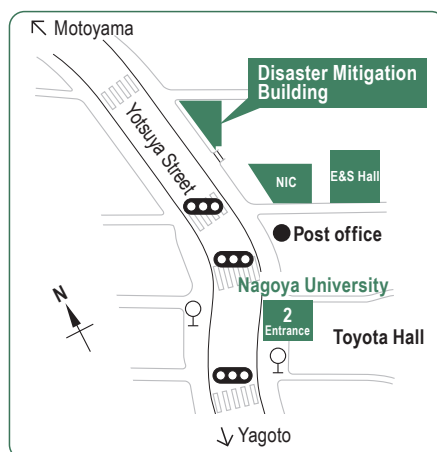 Motoyama
Disaster Mitigation
Building
Yotsuya Street
NIC
E&S Hall
Post office
Nagoya University
N
2
Entrance
Toyota Hall
Yagoto